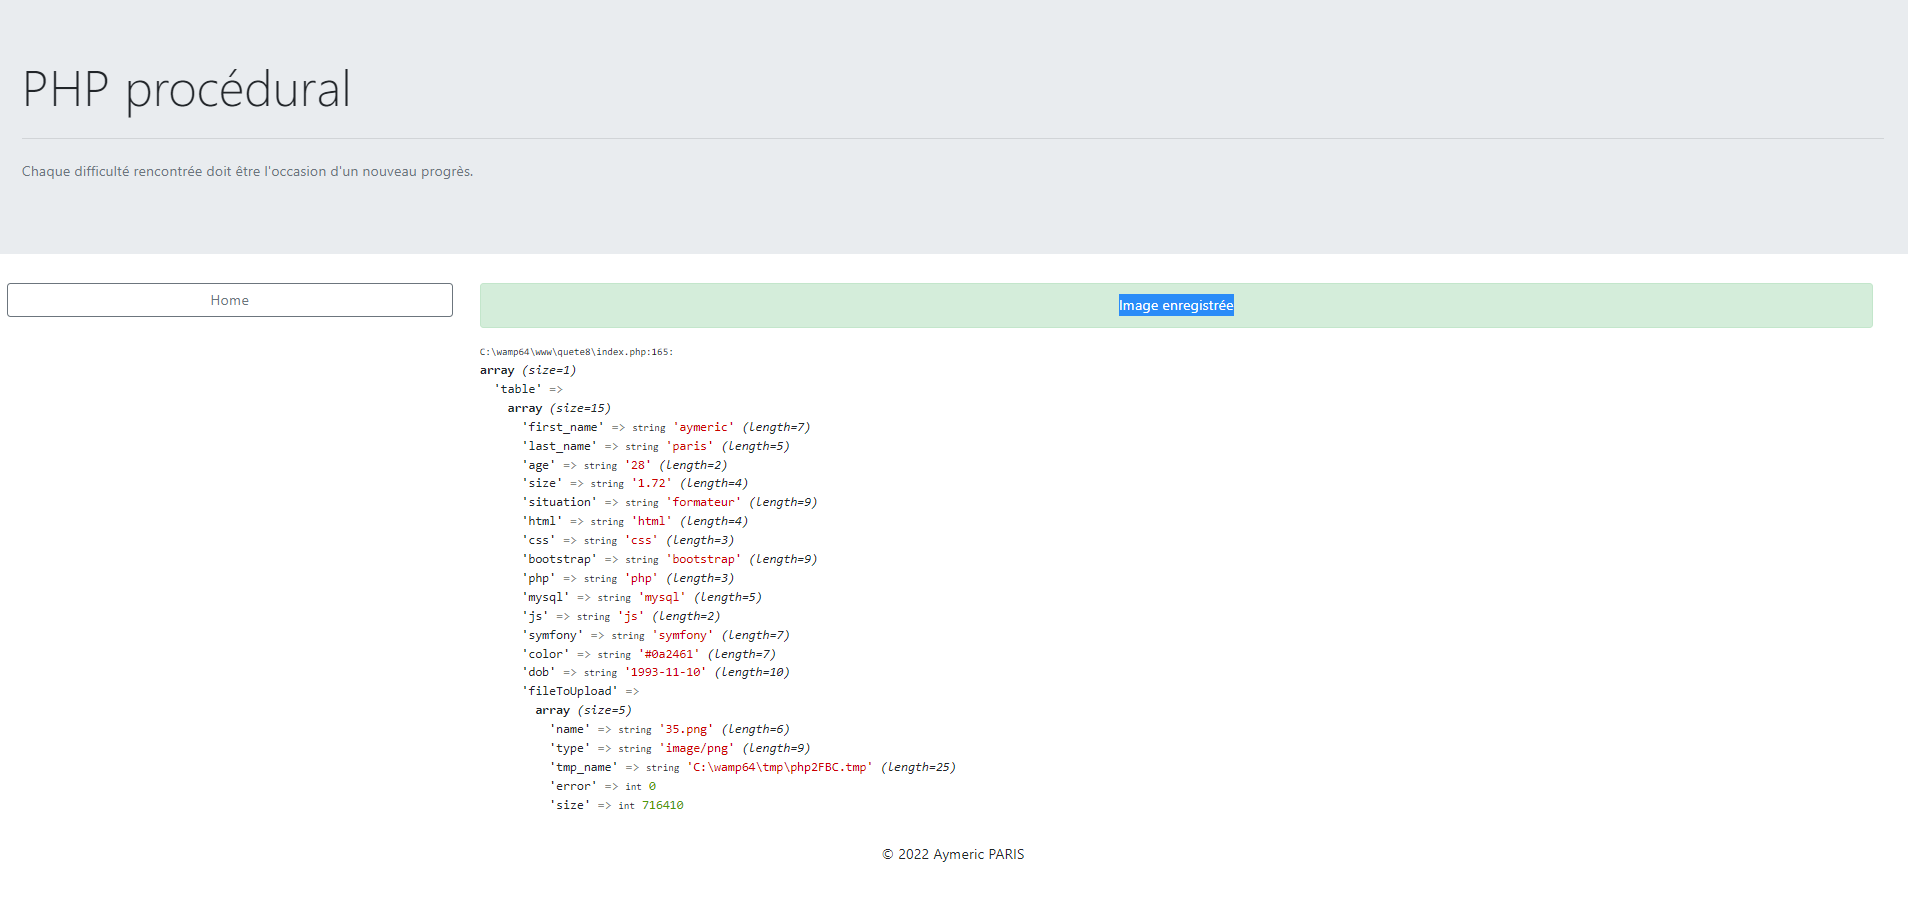 PHP procédural
Chaque difficulté rencontrée doit être l'occasion d'un nouveau progrès.
Home
Image enregistrée
C:\wamp64\www\quete8\index.php:165:
array (size=1)
'table' =>
array (size=15)
'first_name' => string 'aymeric' (length=7)
'last_name' => string 'paris' (length=5)
'age' => string '28' (length=2)
'size' => string '1.72' (length=4)
'situation' => string 'formateur' (length=9)
'html' => string 'html' (length=4)
'css' => string 'css' (length=3)
'bootstrap' => string 'bootstrap' (length=9)
'php' => string 'php' (length=3)
'mysql' => string 'mysql' (length=5)
'js' => string 'js' (length=2)
'symfony' => string 'symfony' (length=7)
'color' => string '#0a2461' (length=7)
'dob' => string '1993-11-10' (length=10)
'fileToUpload' =>
array (size=5)
'name' => string '35.png' (length=6)
'type' => string 'image/png' (length=9)
'tmp_name' => string 'C:\wamp64\tmp\php2FBC.tmp' (length=25)
'error' => int 0
'size' => int 716410
© 2022 Aymeric PARIS